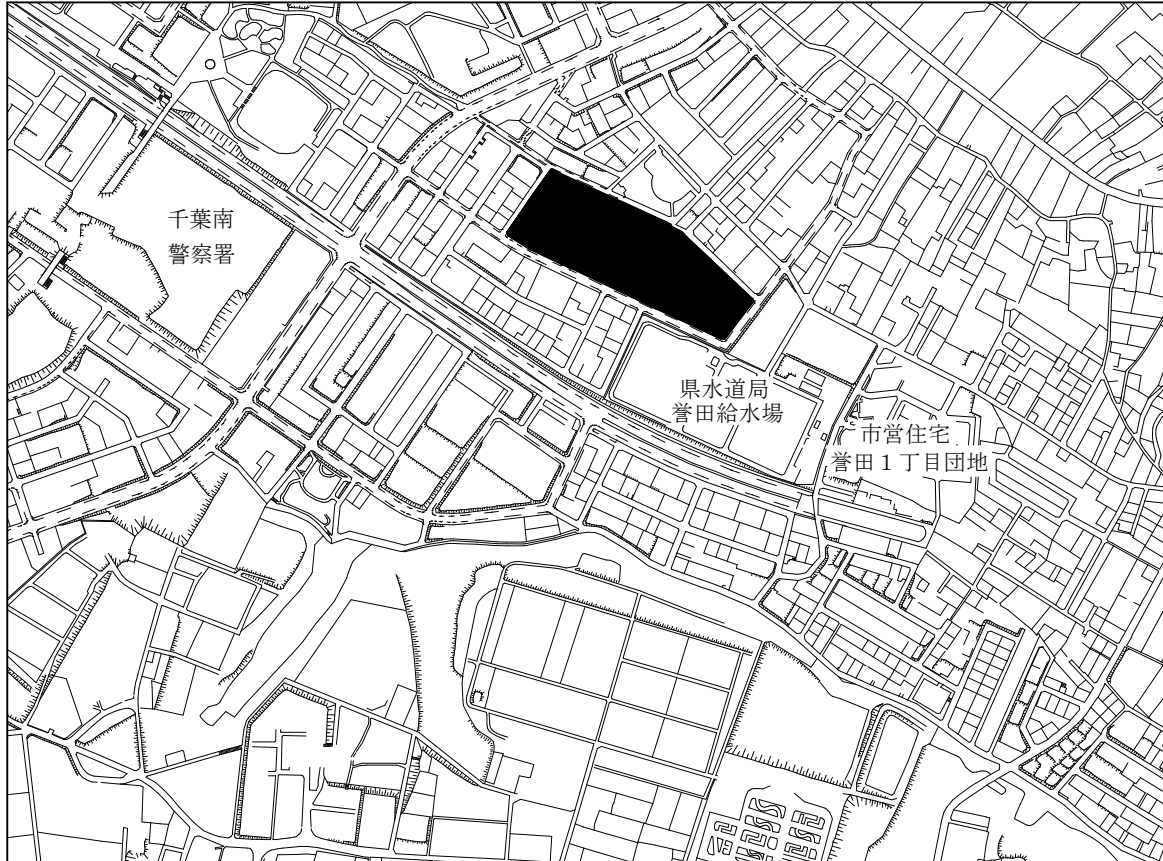 千葉南
警察署
県水道局
誉田給水場
市営住宅
誉田１丁目団地